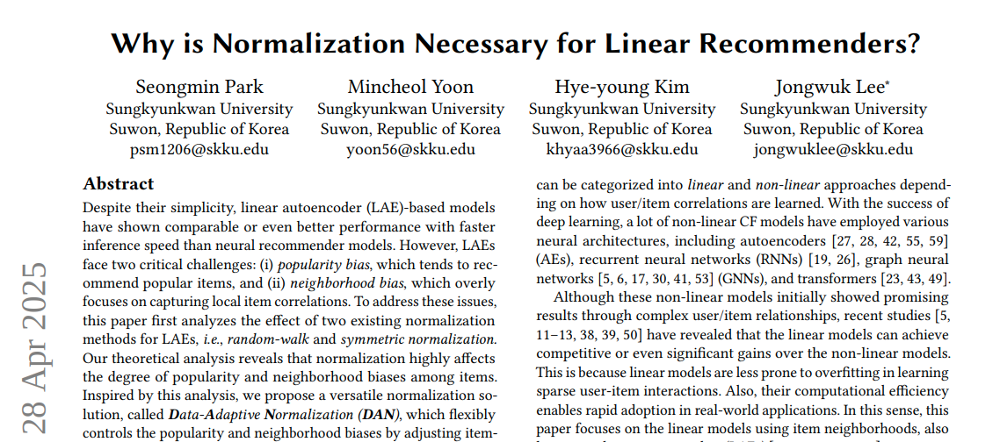 Why is Normalization Necessary for Linear Recommenders?
Seongmin Park
Sungkyunkwan University
Suwon, Republic of Korea
psm1206@skku.edu
Mincheol Yoon
Sungkyunkwan University
Suwon, Republic of Korea
yoon56@skku.edu
Hye-young Kim
Sungkyunkwan University
Suwon, Republic of Korea
khyaa3966@skku.edu
Jongwuk Lee*
Sungkyunkwan University
Suwon, Republic of Korea
jongwuklee@skku.edu
28 Apr 2025
Abstract
Despite their simplicity, linear autoencoder (LAE)-based models
have shown comparable or even better performance with faster
inference speed than neural recommender models. However, LAEs
face two critical challenges: (i) popularity bias, which tends to rec-
ommend popular items, and (ii) neighborhood bias, which overly
focuses on capturing local item correlations. To address these issues,
this paper first analyzes the effect of two existing normalization
methods for LAEs, i.e., random-walk and symmetric normalization.
Our theoretical analysis reveals that normalization highly affects
the degree of popularity and neighborhood biases among items.
Inspired by this analysis, we propose a versatile normalization so-
lution, called Data-Adaptive Normalization (DAN), which flexibly
controls the popularity and neighborhood biases by adjusting item-
can be categorized into linear and non-linear approaches depend-
ing on how user/item correlations are learned. With the success of
deep learning, a lot of non-linear CF models have employed various
neural architectures, including autoencoders [27, 28, 42, 55, 59]
(AEs), recurrent neural networks (RNNs) [19, 26], graph neural
networks [5, 6, 17, 30, 41, 53] (GNNs), and transformers [23, 43, 49].
Although these non-linear models initially showed promising
results through complex user/item relationships, recent studies [5,
11–13, 38, 39, 50] have revealed that the linear models can achieve
competitive or even significant gains over the non-linear models.
This is because linear models are less prone to overfitting in learning
sparse user-item interactions. Also, their computational efficiency
enables rapid adoption in real-world applications. In this sense, this
paper focuses on the linear models using item neighborhoods, also